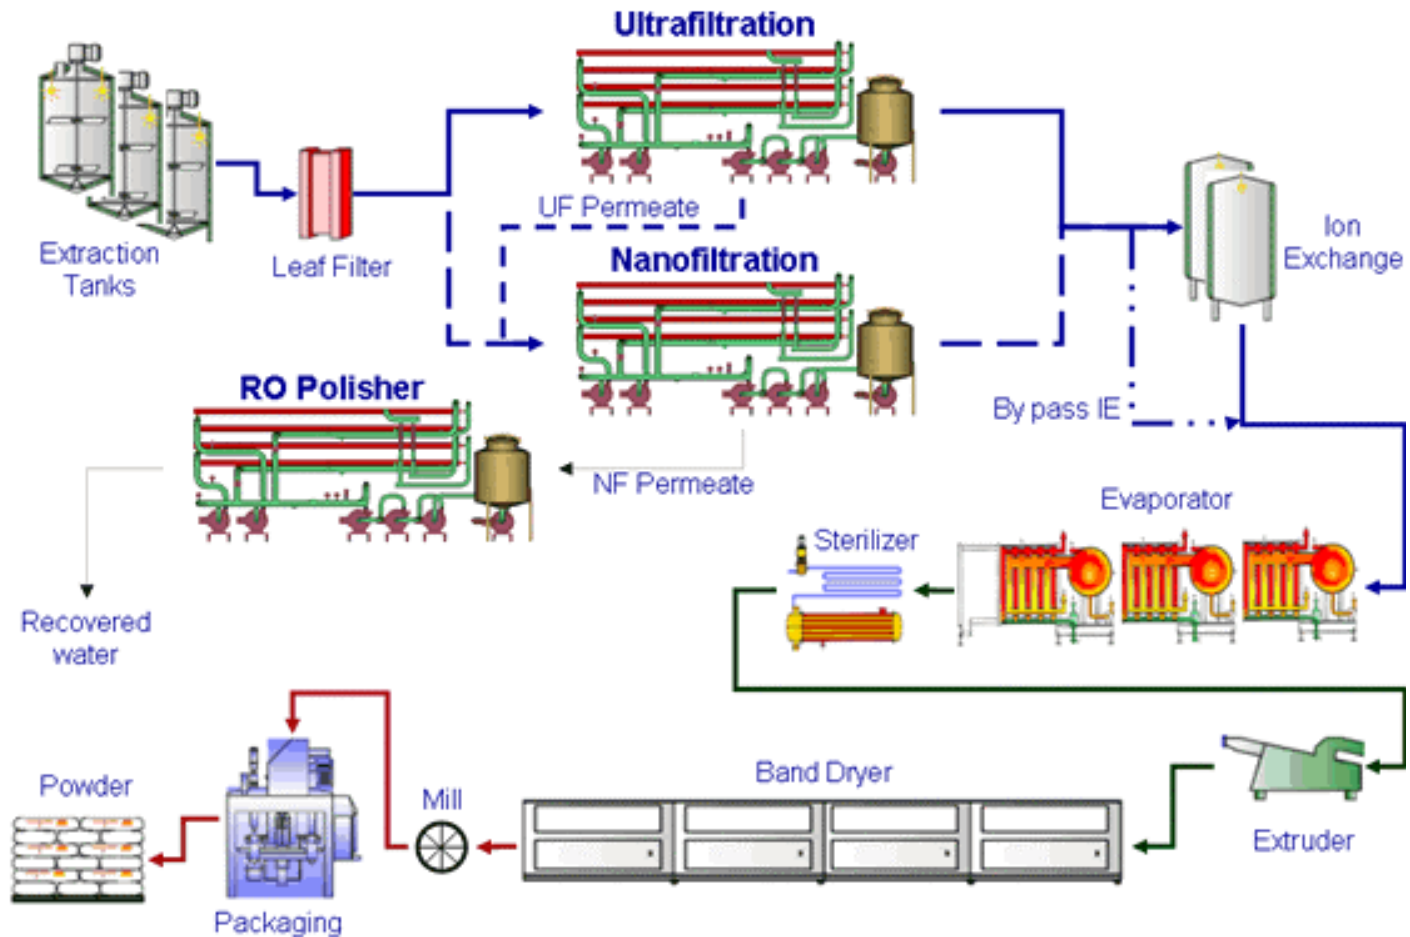 Ultrafiltration
Extraction
Tanks
Leaf Filter
UF Permeate
Nanofiltration
Ion
Exchange
RO Polisher
By pass IE
NF Permeate
Evaporator
Sterilizer
Recovered
water
Powder
Packaging
Mill
Band Dryer
Extruder